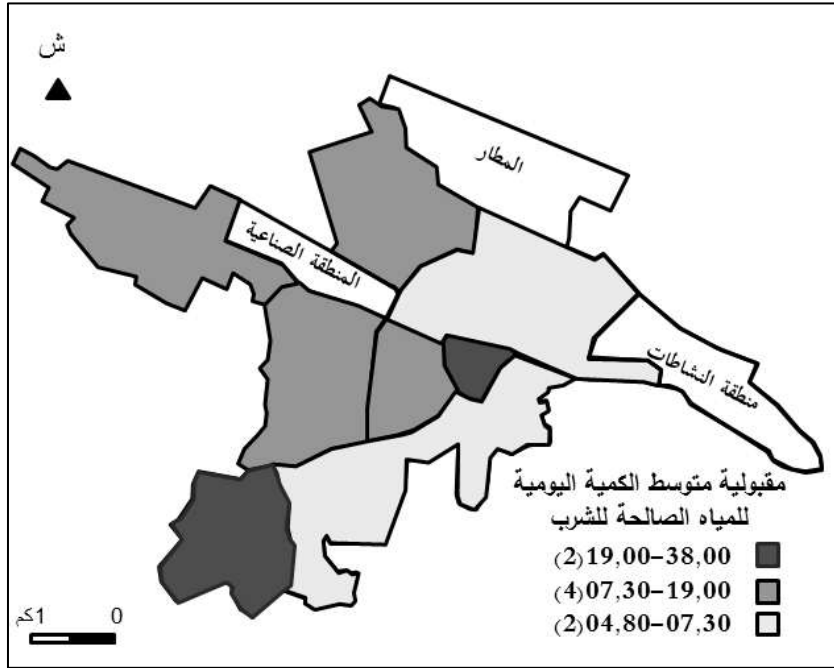 ش
المطار
المنطقة الصناعية
منطقة النشاطات
مقبولية متوسط الكمية اليومية
للمياه الصالحة للشرب
19,00–38,00(2)
07,30–19,00(4)
04,80–07,30(2)
0 1كم